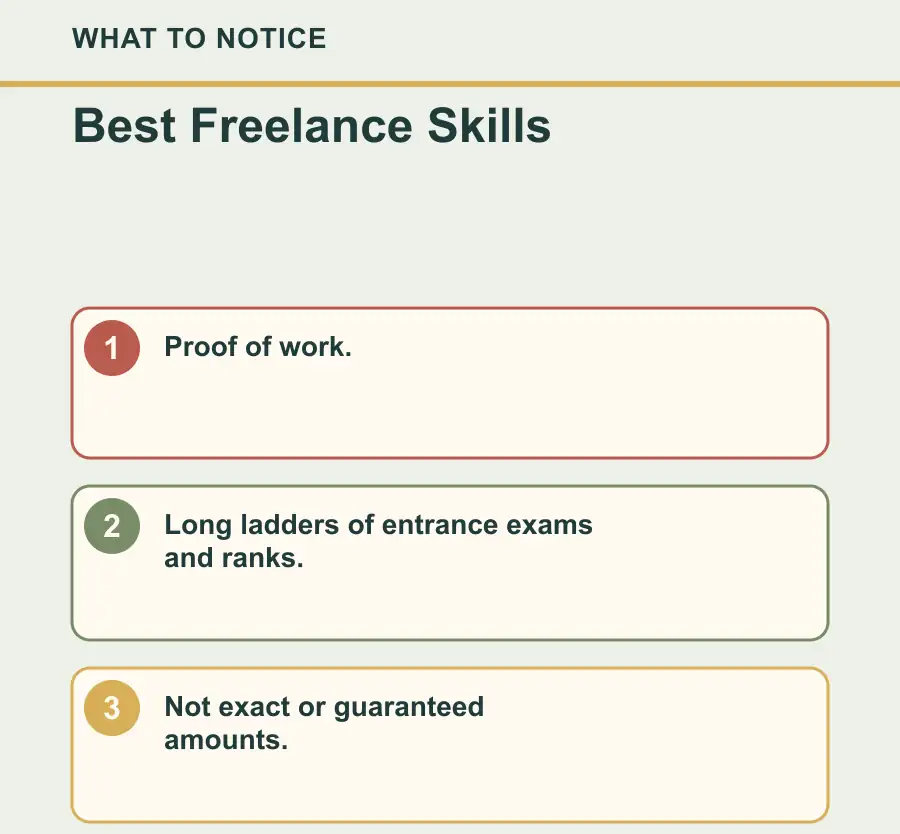 WHAT TO NOTICE
Best Freelance Skills
1
Proof of work.
2
Long ladders of entrance exams
and ranks.
3
Not exact or guaranteed
amounts.